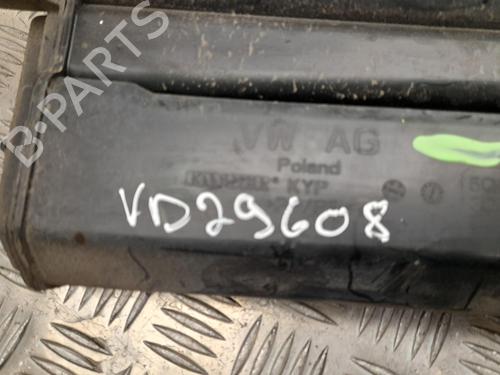 B-PARTS
VW AG
Poland
KYP
VD29608